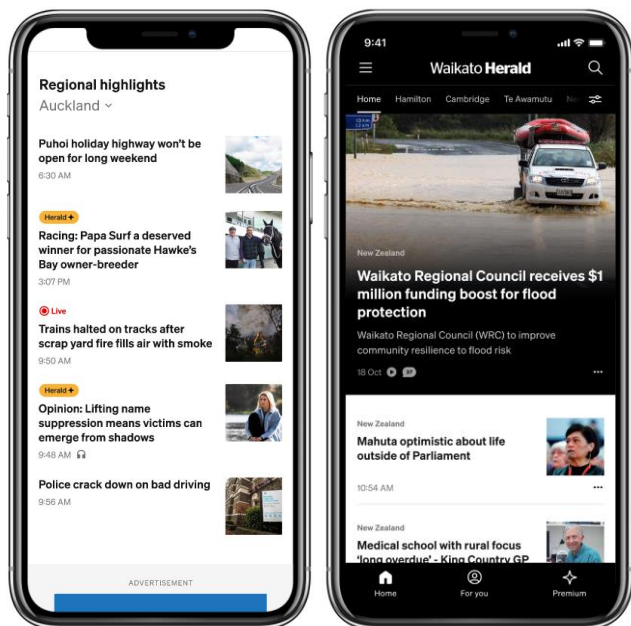 Regional highlights
Auckland
Puhoi holiday highway won't be
open for long weekend
6:30 AM
Herald +
Racing: Papa Surf a deserved
winner for passionate Hawke's
Bay owner-breeder
3:07 PM
Live
Trains halted on tracks after
scrap yard fire fills air with smoke
9:50 AM
Herald +
Opinion: Lifting name
suppression means victims can
emerge from shadows
9:48 AM
Police crack down on bad driving
9:56 AM
ADVERTISEMENT
9:41
Waikato Herald
Home Hamilton Cambridge Te Awamutu
New Zealand
Waikato Regional Council receives $1
million funding boost for flood
protection
Waikato Regional Council (WRC) to improve
community resilience to flood risk
18 Oct
New Zealand
Mahuta optimistic about life
outside of Parliament
10:54 AM
New Zealand
Medical school with rural focus
'long overdue' - King Country GP
Home For you Premium